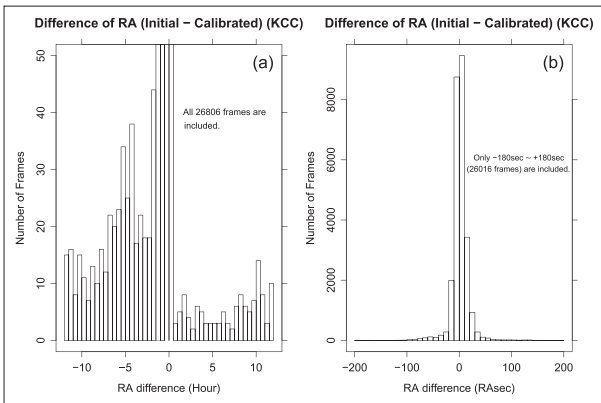 Difference of RA (Initial − Calibrated) (KCC)
(a)
All 26806 frames are
included.
Number of Frames
0
10
20
30
40
50
−10
−5
0
5
10
RA difference (Hour)
Difference of RA (Initial − Calibrated) (KCC)
(b)
Only −180sec ~ +180sec
(26016 frames) are included.
Number of Frames
0
2000
4000
6000
8000
−200
−100
0
100
200
RA difference (RAsec)